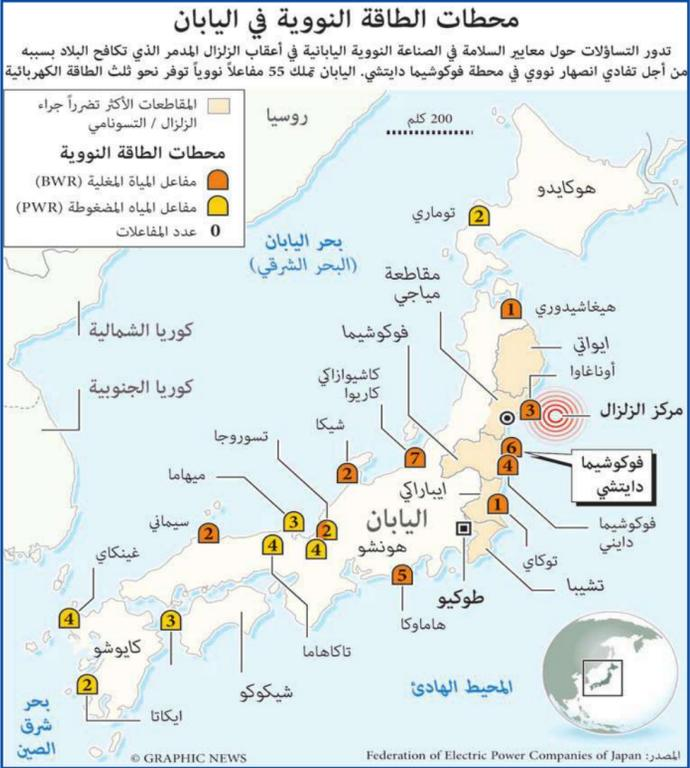 محطات الطاقة النووية في اليابان
تدور التساؤلات حول معايير السلامة في الصناعة النووية اليابانية في أعقاب الزلزال المدمر الذي تكافح البلاد بسببه
من أجل تفادي انصهار نووي في محطة فوكوشيما دايتشي. اليابان تملك 55 مفاعلاً نووياً توفر نحو ثلث الطاقة الكهربائية
المقاطعات الأكثر تضرراً جراء
الزلزال / التسونامي
محطات الطاقة النووية
مفاعل المياة المغلية (BWR)
مفاعل المياه المضغوطة (PWR)
0 عدد المفاعلات
روسيا
200 كلم
هوكايدو
توماري
2
بحر اليابان
(البحر الشرقي)
مقاطعة
مياجي
هيغاشيدوري
1
فوكوشيما
ايواتي
كوريا الشمالية
أوناغاوا
كاشيوازاكي
كاريوا
كوريا الجنوبية
3
مركز الزلزال
شيكا
تسوروجا
7
6
4
فوكوشيما
دايتشي
ميهاما
2
ايباراكي
1
سيماني
2
3
2
اليابان
هونشو
فوكوشيما
دايني
4
4
توكاي
غينكاي
5
تشيبا
طوكيو
4
3
هاماوكا
كايوشو
تاكاهاما
2
شيكوكو
المحيط الهادئ
ايكاتا
بحر
شرق
الصين
© GRAPHIC NEWS
المصدر: Federation of Electric Power Companies of Japan